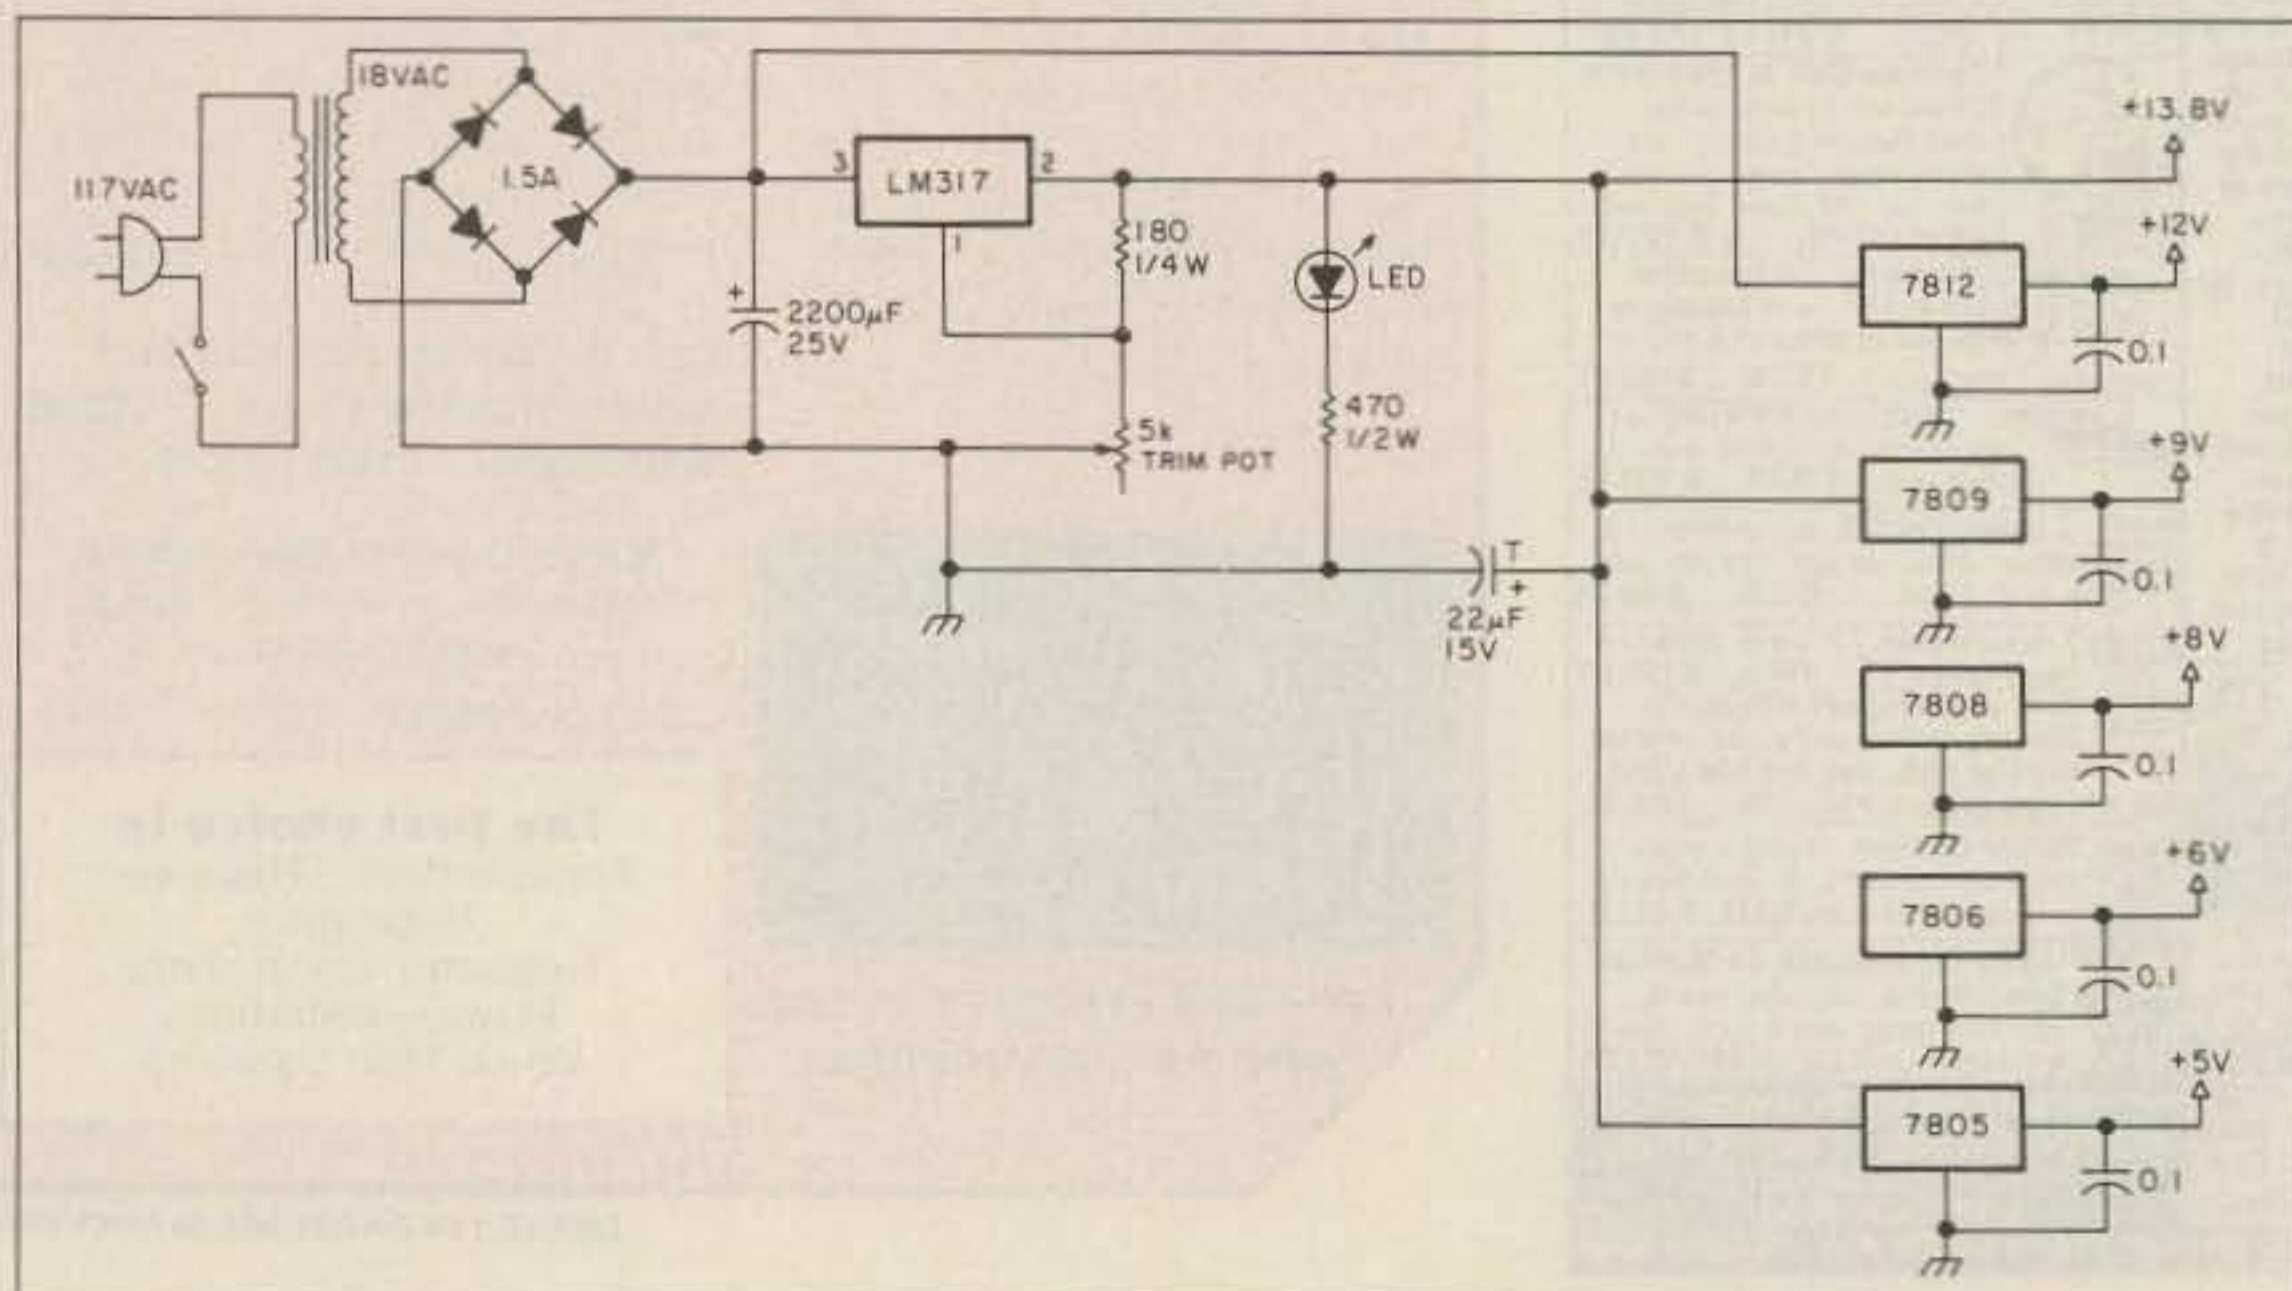 18VAC
117VAC
1.5A
3
LM317
2
1
+
2200µF
25V
180
1/4W
5k
TRIM POT
LED
470
1/2W
T
+
22µF
15V
+13.8V
+12V
7812
0.1
+9V
7809
0.1
+8V
7808
0.1
+6V
7806
0.1
+5V
7805
0.1